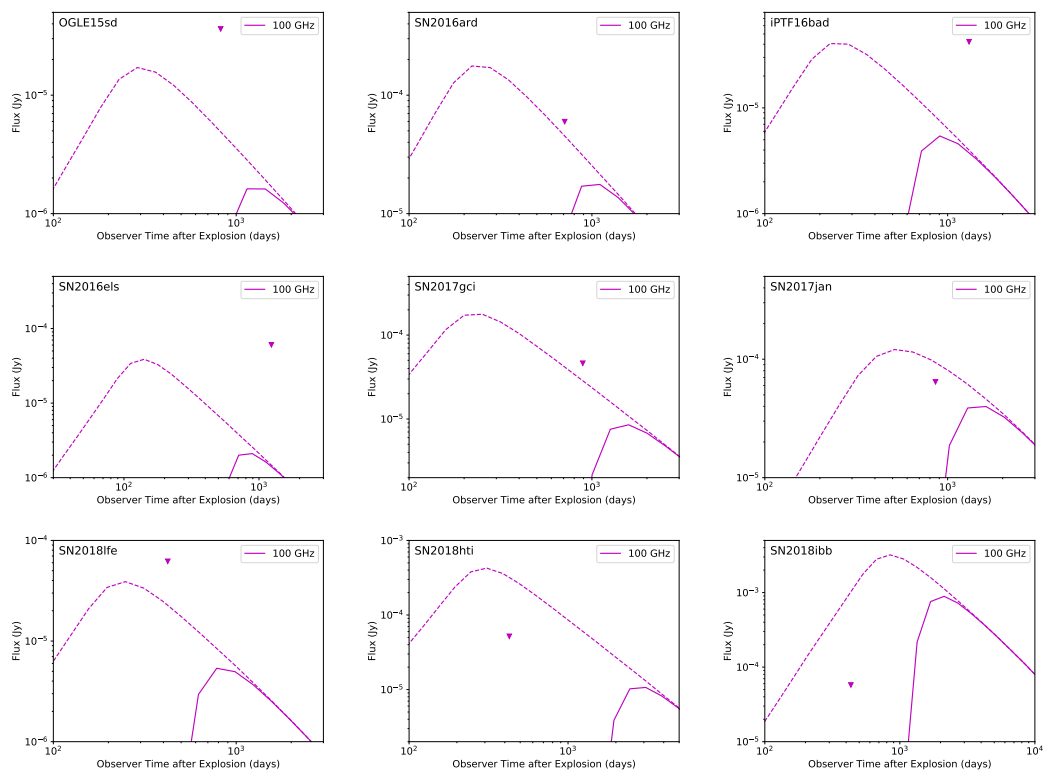 OGLE15sd
100 GHz
Flux (Jy)
10⁻⁵
10⁻⁶
10²
10³
Observer Time after Explosion (days)
SN2016ard
100 GHz
Flux (Jy)
10⁻⁴
10⁻⁵
10²
10³
Observer Time after Explosion (days)
iPTF16bad
100 GHz
Flux (Jy)
10⁻⁵
10⁻⁶
10²
10³
Observer Time after Explosion (days)
SN2016els
100 GHz
Flux (Jy)
10⁻⁴
10⁻⁵
10⁻⁶
10²
10³
Observer Time after Explosion (days)
SN2017gci
100 GHz
Flux (Jy)
10⁻⁴
10⁻⁵
10²
10³
Observer Time after Explosion (days)
SN2017jan
100 GHz
Flux (Jy)
10⁻⁴
10⁻⁵
10²
10³
Observer Time after Explosion (days)
SN2018lfe
100 GHz
Flux (Jy)
10⁻⁴
10⁻⁵
10⁻⁶
10²
10³
Observer Time after Explosion (days)
SN2018hti
100 GHz
Flux (Jy)
10⁻³
10⁻⁴
10⁻⁵
10²
10³
Observer Time after Explosion (days)
SN2018ibb
100 GHz
Flux (Jy)
10⁻³
10⁻⁴
10⁻⁵
10²
10³
10⁴
Observer Time after Explosion (days)